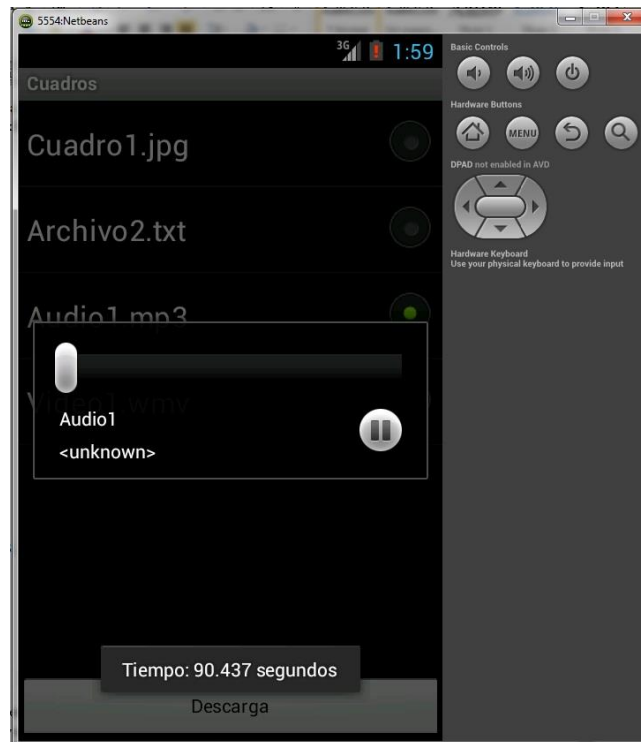 5554:Netbeans
3G 1:59
Cuadros
Cuadro1.jpg
Archivo2.txt
Audio1.mp3
Video1.wmv
Audio1
<unknown>
Tiempo: 90.437 segundos
Descarga
Basic Controls
Hardware Buttons
MENU
DPAD not enabled in AVD
Hardware Keyboard
Use your physical keyboard to provide input